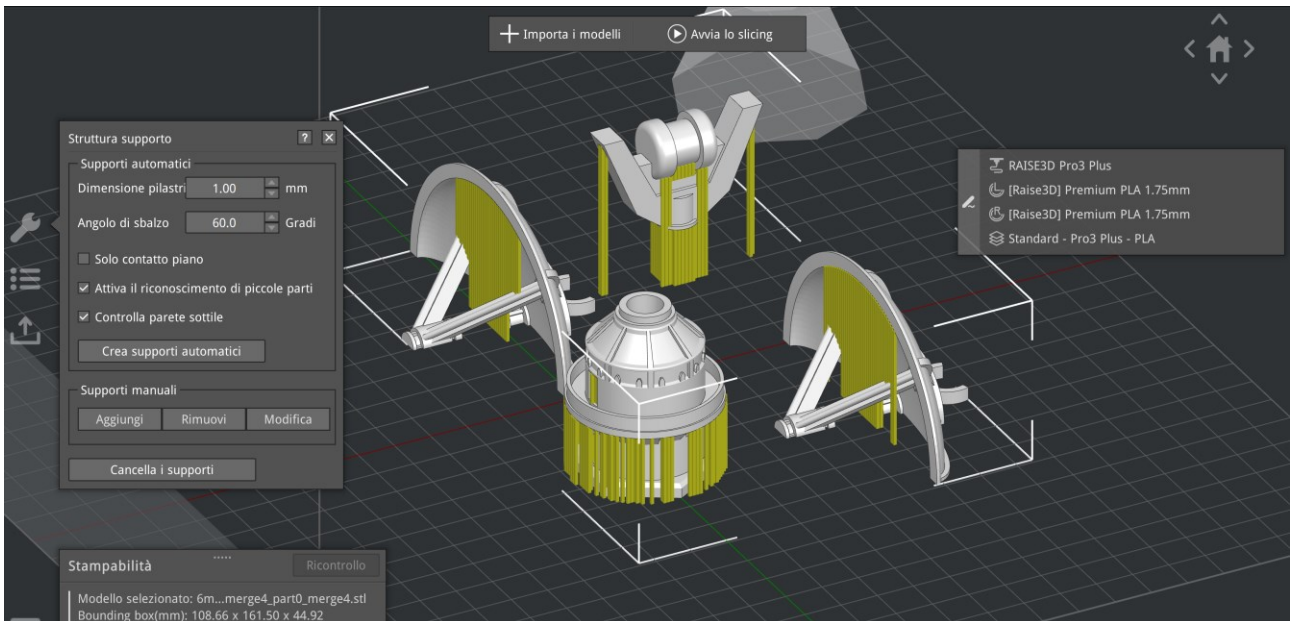 Importa i modelli
Avvia lo slicing
Struttura supporto
?
Supporti automatici
Dimensione pilastri 1.00 mm
Angolo di sbalzo 60.0 Gradi
Solo contatto piano
Attiva il riconoscimento di piccole parti
Controlla parete sottile
Crea supporti automatici
Supporti manuali
Aggiungi Rimuovi Modifica
Cancella i supporti
Stampabilità Ricontrollo
Modello selezionato: 6m...merge4_part0_merge4.stl
Bounding box(mm): 108.66 x 161.50 x 44.92
RAISE3D Pro3 Plus
L [Raise3D] Premium PLA 1.75mm
R [Raise3D] Premium PLA 1.75mm
Standard - Pro3 Plus - PLA